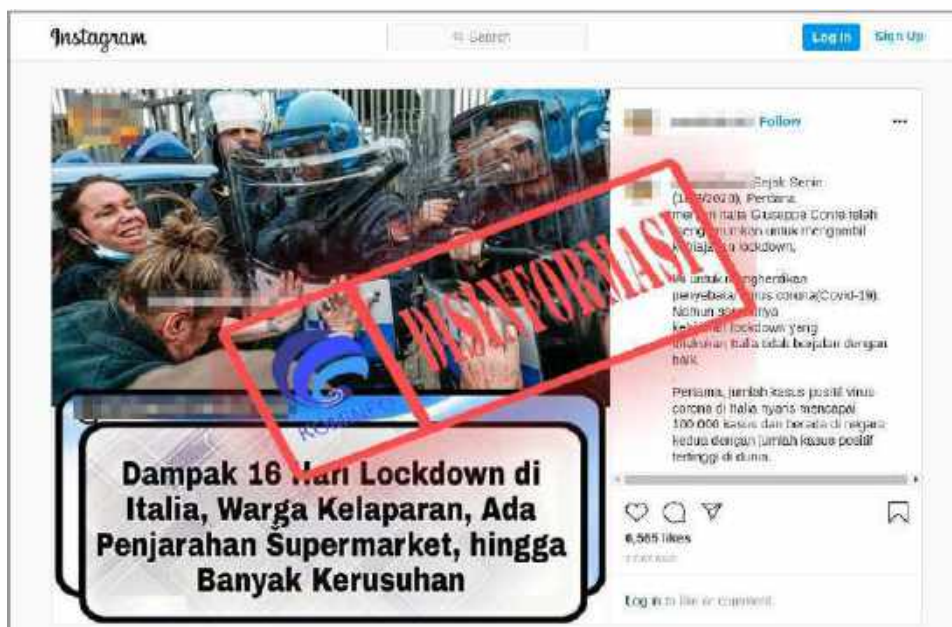 Instagram
Search
Log In
Sign Up
Follow
Sejak Senin
Perdana
Italia Giuseppe Conte telah
untuk mengambil
lockdown.
untuk menghentikan
corona(Covid-19).
Namun
lockdown yang
Italia tidak berjalan dengan
baik.
Pertama, jumlah kasus positif virus
corona di Italia nyaris mencapai
100.000 kasus dan berada di negara
kedua dengan jumlah kasus positif
tertinggi di dunia.
DISINFORMASI
KOMINFO
Dampak 16 Hari Lockdown di
Italia, Warga Kelaparan, Ada
Penjarahan Supermarket, hingga
Banyak Kerusuhan
6,565 likes
Log in to like or comment.